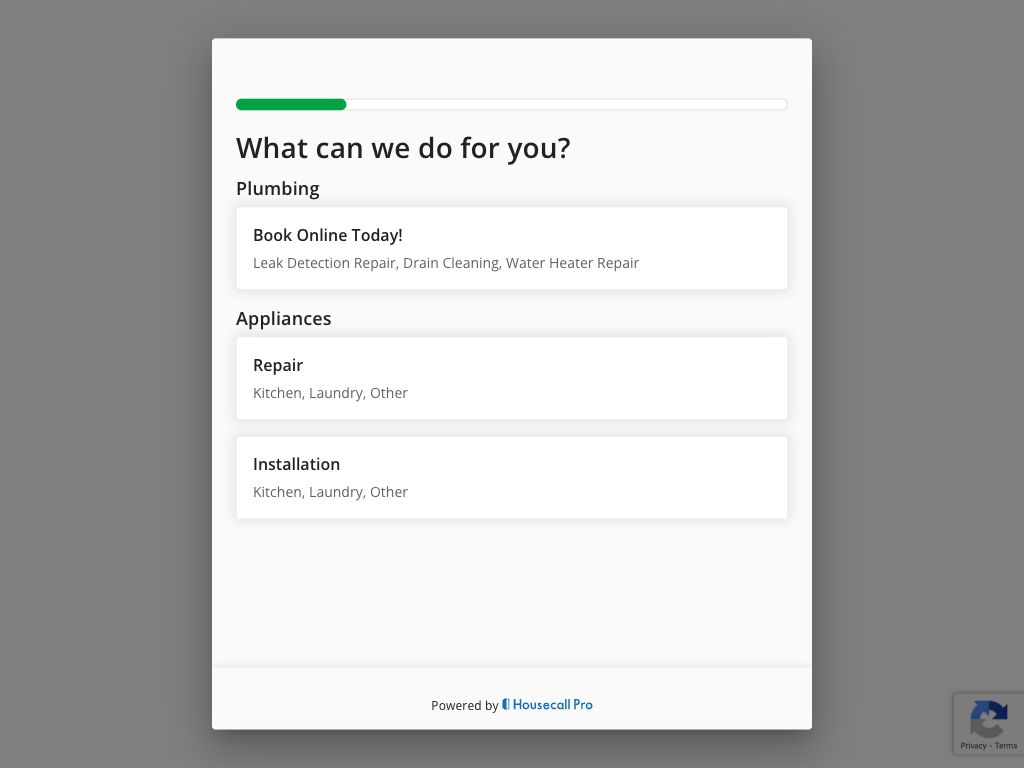 What can we do for you?
Plumbing
Book Online Today!
Leak Detection Repair, Drain Cleaning, Water Heater Repair
Appliances
Repair
Kitchen, Laundry, Other
Installation
Kitchen, Laundry, Other
Powered by Housecall Pro
Privacy - Terms